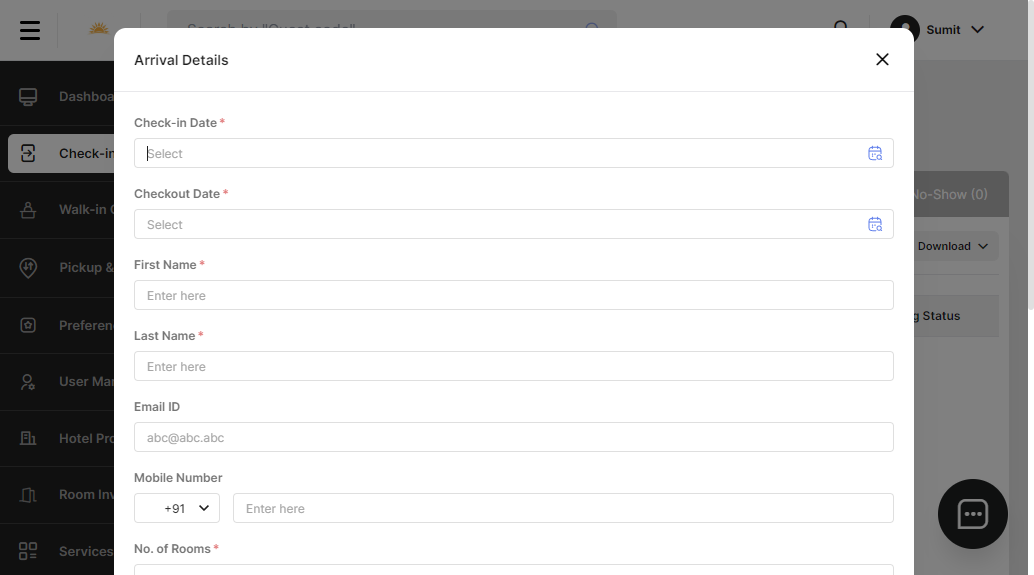 Search by "Guest code"
Sumit
Arrival Details
Dashboa
Check-in
Walk-in
Pickup &
Preferen
User Mar
Hotel Pro
Room Inv
Services
Check-in Date *
Select
Checkout Date *
Select
First Name *
Enter here
Last Name *
Enter here
Email ID
abc@abc.abc
Mobile Number
+91
Enter here
No. of Rooms *
No-Show (0)
Download
g Status